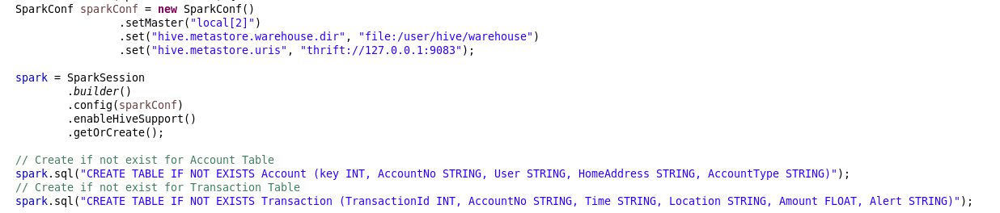 SparkConf sparkConf = new SparkConf()
.setMaster("local[2]")
.set("hive.metastore.warehouse.dir", "file:/user/hive/warehouse")
.set("hive.metastore.uris", "thrift://127.0.0.1:9083");
spark = SparkSession
.builder()
.config(sparkConf)
.enableHiveSupport()
.getOrCreate();
// Create if not exist for Account Table
spark.sql("CREATE TABLE IF NOT EXISTS Account (key INT, AccountNo STRING, User STRING, HomeAddress STRING, AccountType STRING)");
// Create if not exist for Transaction Table
spark.sql("CREATE TABLE IF NOT EXISTS Transaction (TransactionId INT, AccountNo STRING, Time STRING, Location STRING, Amount FLOAT, Alert STRING)");